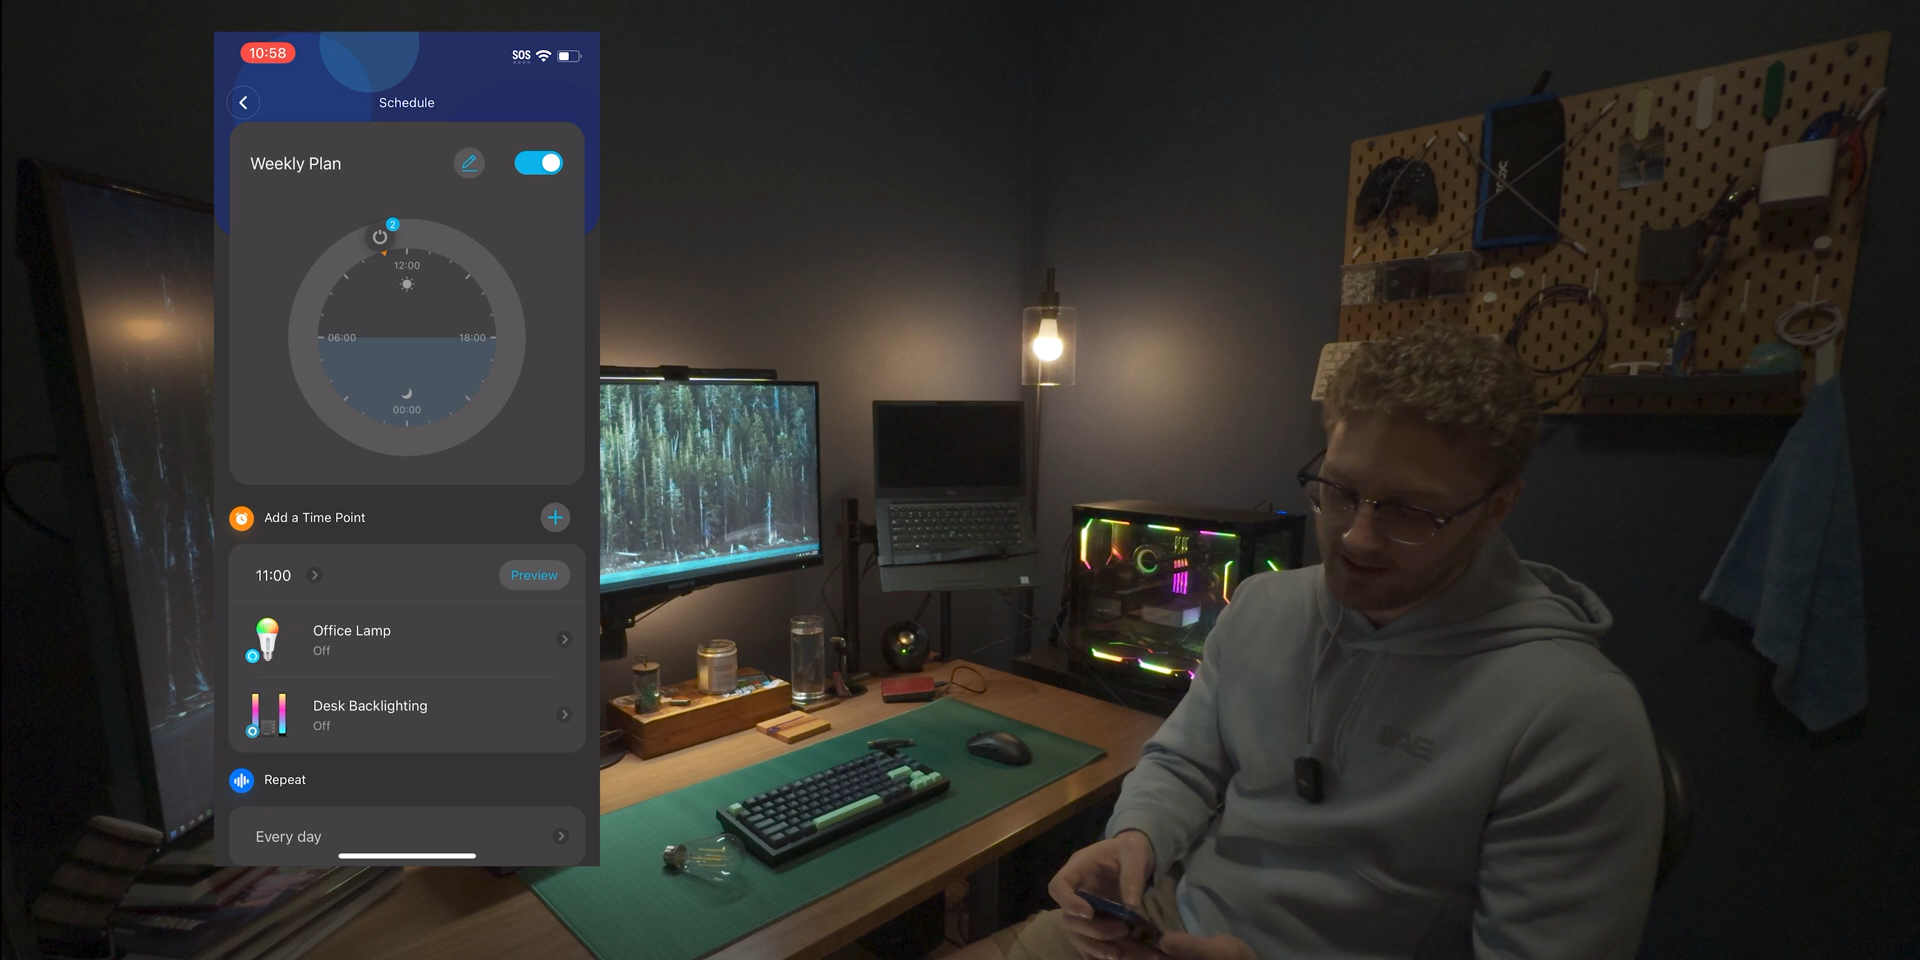 10:58
SOS
Schedule
Weekly Plan
2
12:00
06:00
18:00
00:00
Add a Time Point
11:00
Preview
Office Lamp
Off
Desk Backlighting
Off
Repeat
Every day